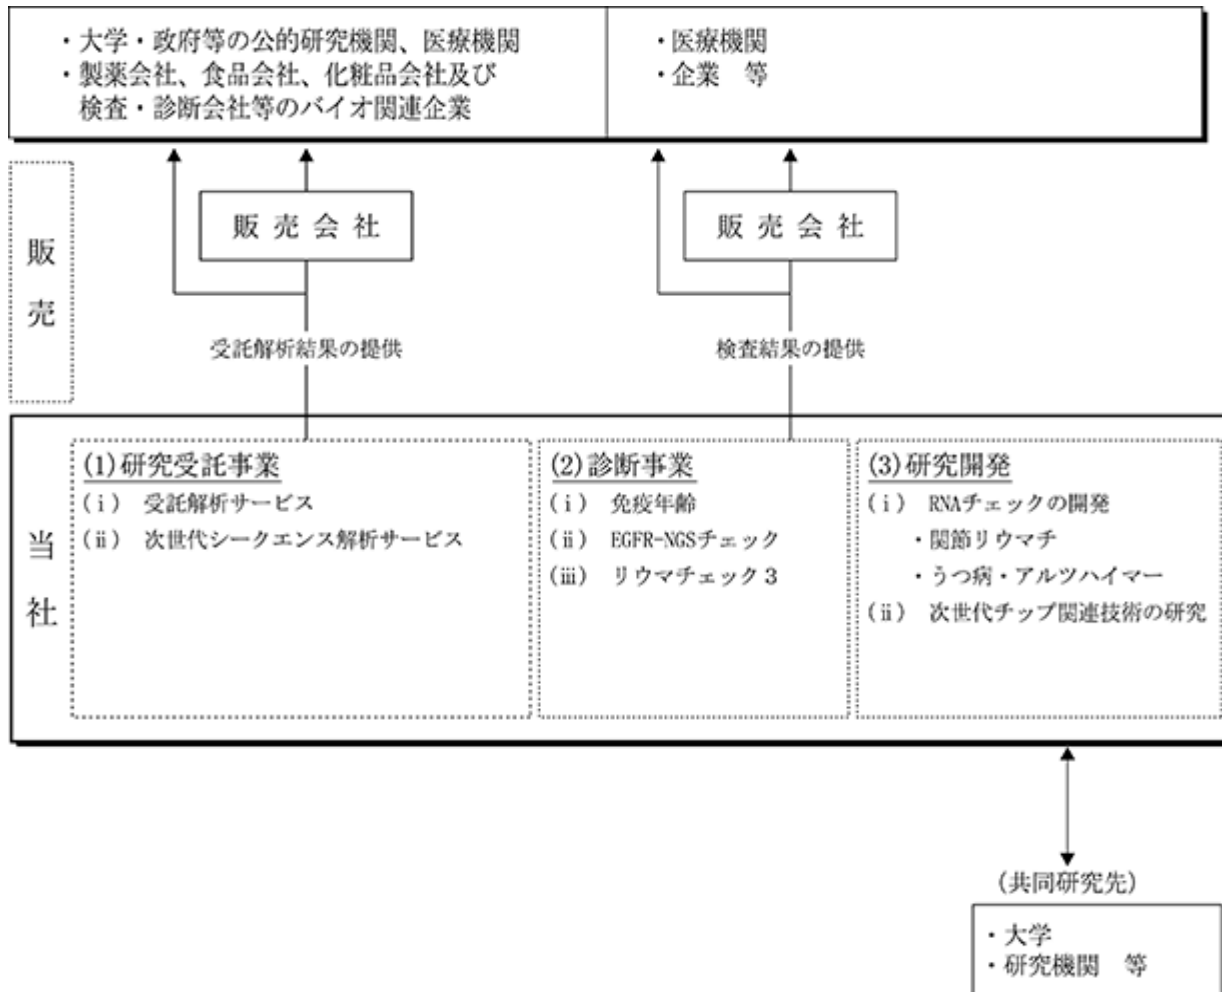 ・大学・政府等の公的研究機関、医療機関
・製薬会社、食品会社、化粧品会社及び
検査・診断会社等のバイオ関連企業
・医療機関
・企業　等
販売
販売会社
販売会社
受託解析結果の提供
検査結果の提供
当社
(1)研究受託事業
(ⅰ)　受託解析サービス
(ⅱ)　次世代シークエンス解析サービス
(2)診断事業
(ⅰ)　免疫年齢
(ⅱ)　EGFR-NGSチェック
(ⅲ)　リウマチェック３
(3)研究開発
(ⅰ)　RNAチェックの開発
・関節リウマチ
・うつ病・アルツハイマー
(ⅱ)　次世代チップ関連技術の研究
(共同研究先)
・大学
・研究機関　等